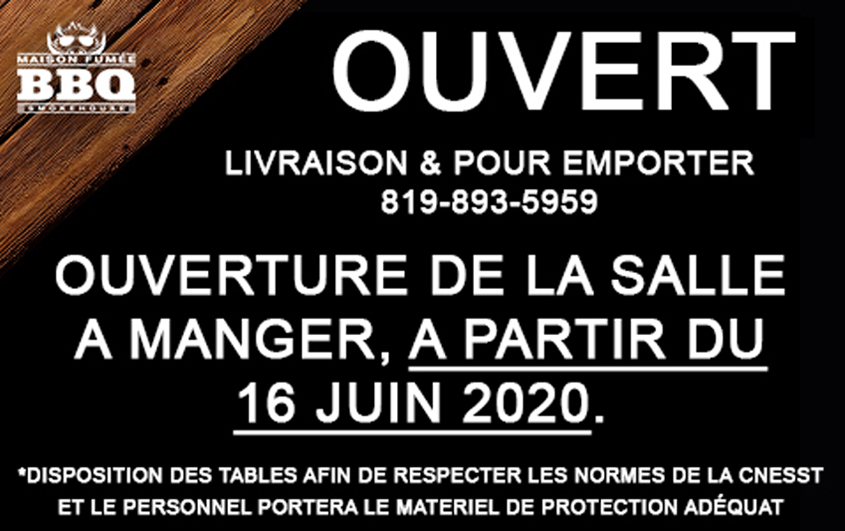 MAISON FUMÉE
BBQ
SMOKEHOUSE
OUVERT
LIVRAISON & POUR EMPORTER
819-893-5959
OUVERTURE DE LA SALLE
A MANGER, A PARTIR DU
16 JUIN 2020.
*DISPOSITION DES TABLES AFIN DE RESPECTER LES NORMES DE LA CNESST
ET LE PERSONNEL PORTERA LE MATERIEL DE PROTECTION ADÉQUAT